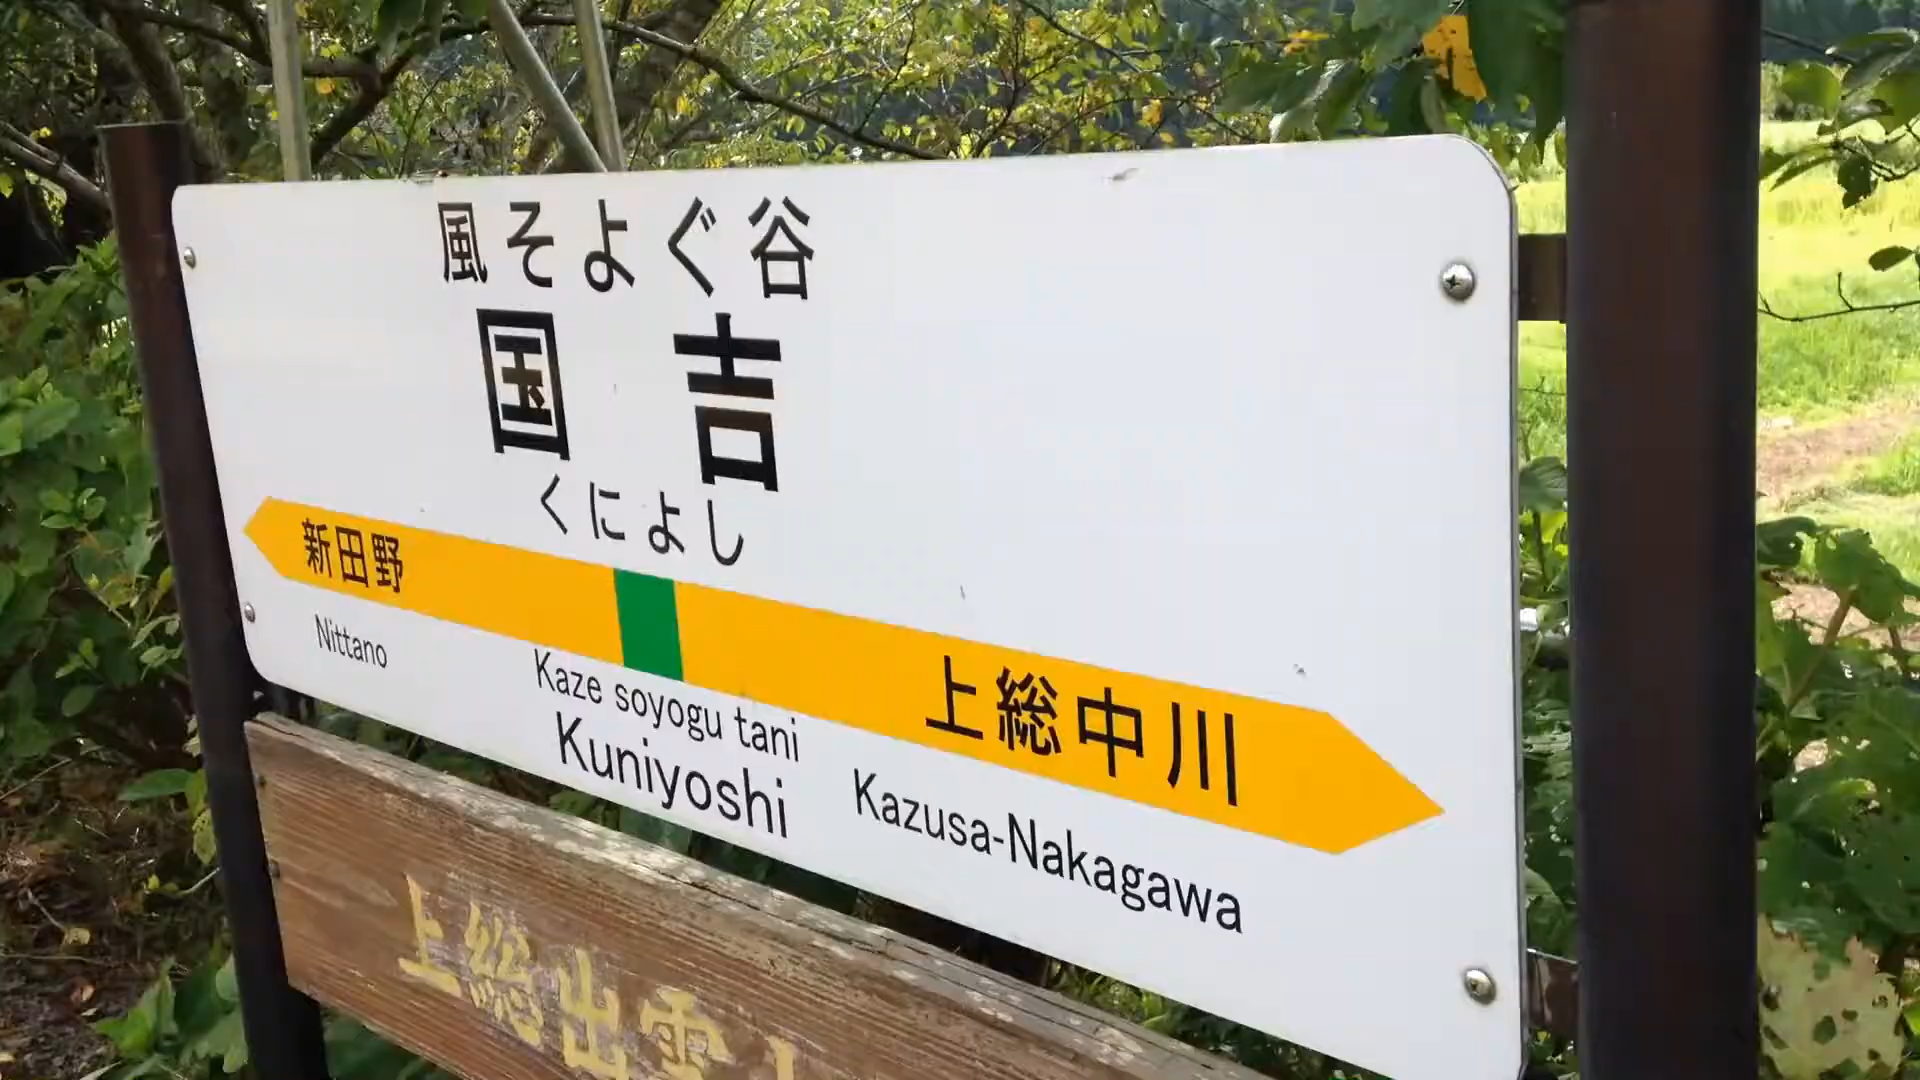 風そよぐ谷
国吉
くによし
新田野
上総中川
Nittano
Kaze soyogu tani
Kuniyoshi
Kazusa-Nakagawa
上総出雲